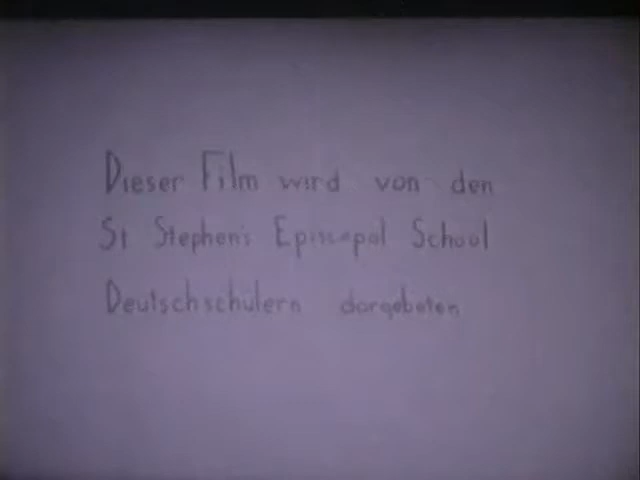 Dieser Film wird von den
St Stephen's Episcopal School
Deutschschulern dargeboten